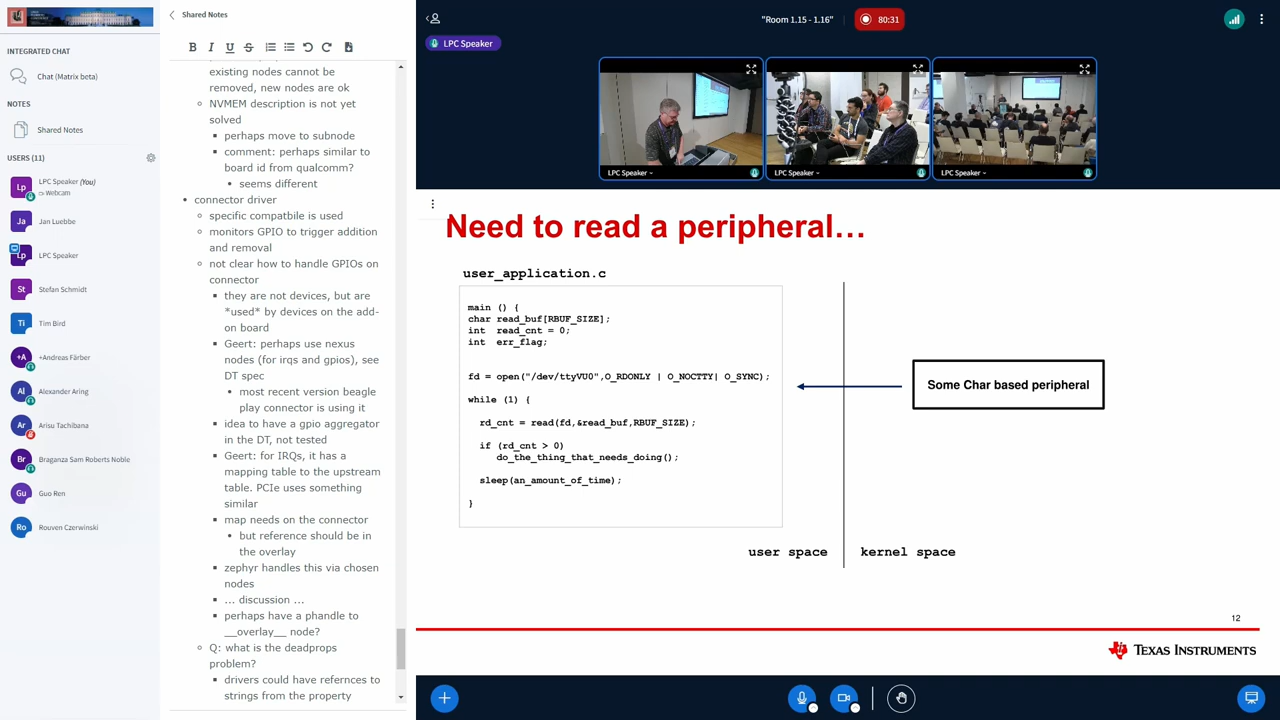 INTEGRATED CHAT
Chat (Matrix beta)
NOTES
Shared Notes
USERS (11)
Lp
LPC Speaker (You)
Webcam
Ja
Jan Luebbe
Lp
LPC Speaker
St
Stefan Schmidt
Ti
Tim Bird
+A
+Andreas Färber
Al
Alexander Aring
Ar
Arisu Tachibana
Br
Braganza Sam Roberts Noble
Gu
Guo Ren
Ro
Rouven Czerwinski
Shared Notes
B I U S
existing nodes cannot be
removed, new nodes are ok
NVMEM description is not yet
solved
perhaps move to subnode
comment: perhaps similar to
board id from qualcomm?
seems different
connector driver
specific compatbile is used
monitors GPIO to trigger addition
and removal
not clear how to handle GPIOs on
connector
they are not devices, but are
*used* by devices on the add-
on board
Geert: perhaps use nexus
nodes (for irqs and gpios), see
DT spec
most recent version beagle
play connector is using it
idea to have a gpio aggregator
in the DT, not tested
Geert: for IRQs, it has a
mapping table to the upstream
table. PCIe uses something
similar
map needs on the connector
but reference should be in
the overlay
zephyr handles this via chosen
nodes
... discussion ...
perhaps have a phandle to
__overlay__ node?
Q: what is the deadprops
problem?
drivers could have refernces to
strings from the property
"Room 1.15 - 1.16"
80:31
LPC Speaker
LPC Speaker
LPC Speaker
LPC Speaker
Need to read a peripheral…
user_application.c
main () {
char read_buf[RBUF_SIZE];
int read_cnt = 0;
int err_flag;
fd = open("/dev/ttyVU0",O_RDONLY | O_NOCTTY| O_SYNC);
while (1) {
rd_cnt = read(fd,&read_buf,RBUF_SIZE);
if (rd_cnt > 0)
do_the_thing_that_needs_doing();
sleep(an_amount_of_time);
}
Some Char based peripheral
user space
kernel space
12
TEXAS INSTRUMENTS